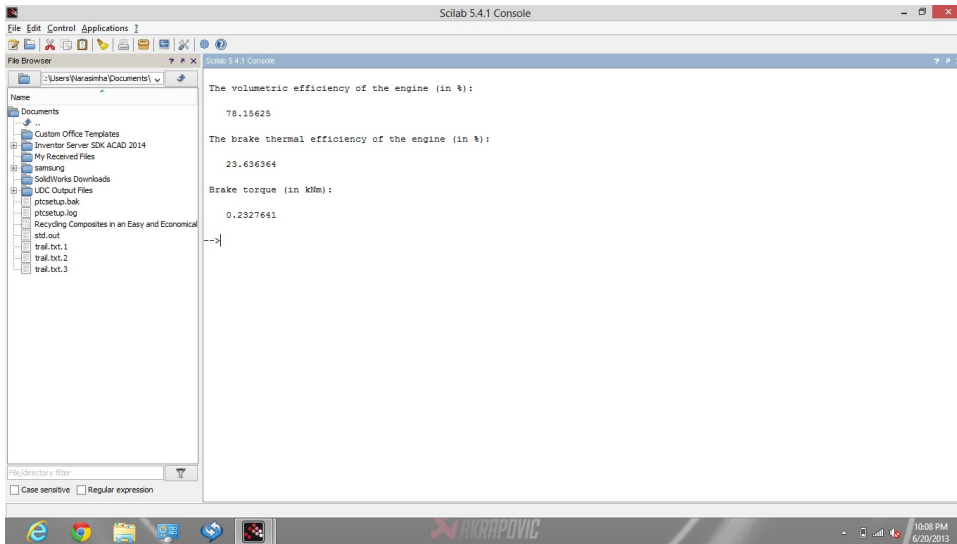 Scilab 5.4.1 Console
File Edit Control Applications ?
File Browser
Scilab 5.4.1 Console
:\Users\Narasimha\Documents\
Name
Documents
..
Custom Office Templates
Inventor Server SDK ACAD 2014
My Received Files
samsung
SolidWorks Downloads
UDC Output Files
ptcsetup.bak
ptcsetup.log
Recycling Composites in an Easy and Economical
std.out
trail.txt.1
trail.txt.2
trail.txt.3
File/directory filter
Case sensitive Regular expression
The volumetric efficiency of the engine (in %):
78.15625
The brake thermal efficiency of the engine (in %):
23.636364
Brake torque (in kNm):
0.2327641
-->
AKRAPOVIC
10:08 PM
6/20/2013